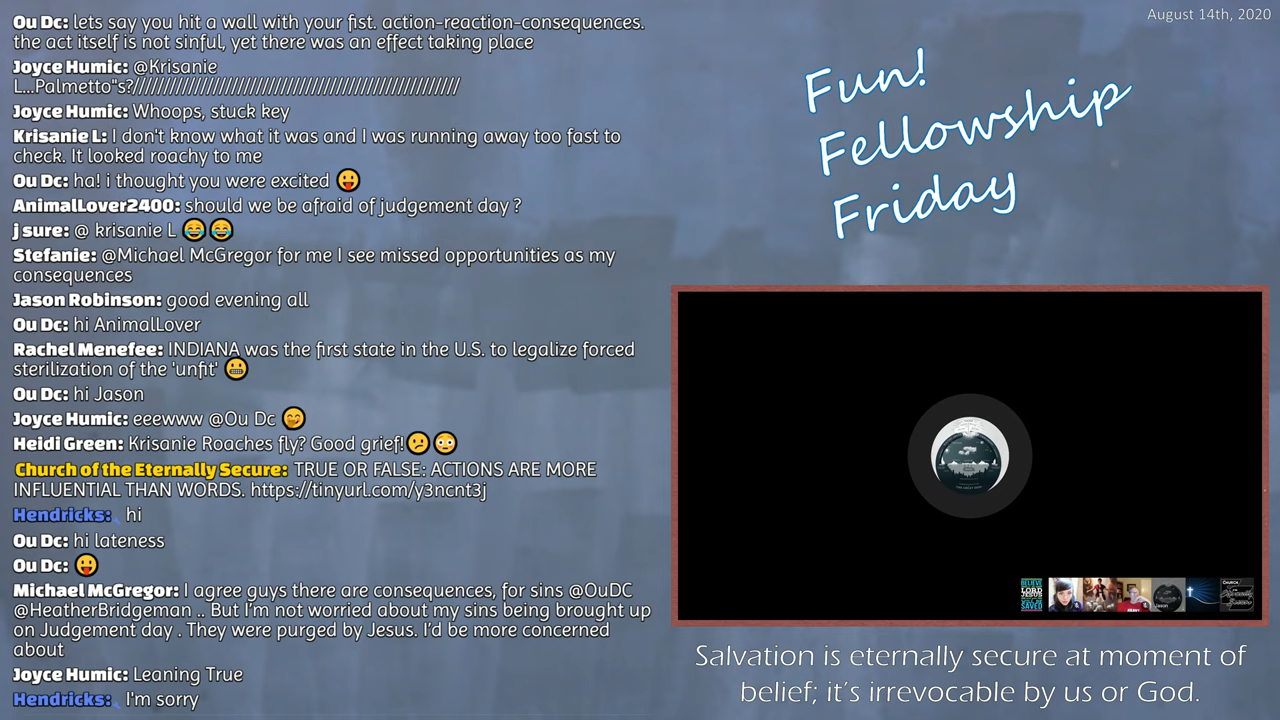 Ou Dc: lets say you hit a wall with your fist. action-reaction-consequences.
the act itself is not sinful, yet there was an effect taking place
Joyce Humic: @Krisanie
L...Palmetto"s?//////////////////////////////////////////////////
Joyce Humic: Whoops, stuck key
Krisanie L: I don't know what it was and I was running away too fast to
check. It looked roachy to me
Ou Dc: ha! i thought you were excited 😛
AnimalLover2400: should we be afraid of judgement day ?
j sure: @ krisanie L 😂😂
Stefanie: @Michael McGregor for me I see missed opportunities as my
consequences
Jason Robinson: good evening all
Ou Dc: hi AnimalLover
Rachel Menefee: INDIANA was the first state in the U.S. to legalize forced
sterilization of the 'unfit' 😬
Ou Dc: hi Jason
Joyce Humic: eeewww @Ou Dc 🤭
Heidi Green: Krisanie Roaches fly? Good grief!😕😳
Church of the Eternally Secure: TRUE OR FALSE: ACTIONS ARE MORE
INFLUENTIAL THAN WORDS. https://tinyurl.com/y3ncnt3j
Hendricks: hi
Ou Dc: hi lateness
Ou Dc: 😛
Michael McGregor: I agree guys there are consequences, for sins @OuDC
@HeatherBridgeman .. But I'm not worried about my sins being brought up
on Judgement day . They were purged by Jesus. I'd be more concerned
about
Joyce Humic: Leaning True
Hendricks: I'm sorry
August 14th, 2020
Fun!
Fellowship
Friday
BELIEVE
LORD
JESUS
SAVED
Jason
CHURCH
Salvation is eternally secure at moment of
belief; it's irrevocable by us or God.